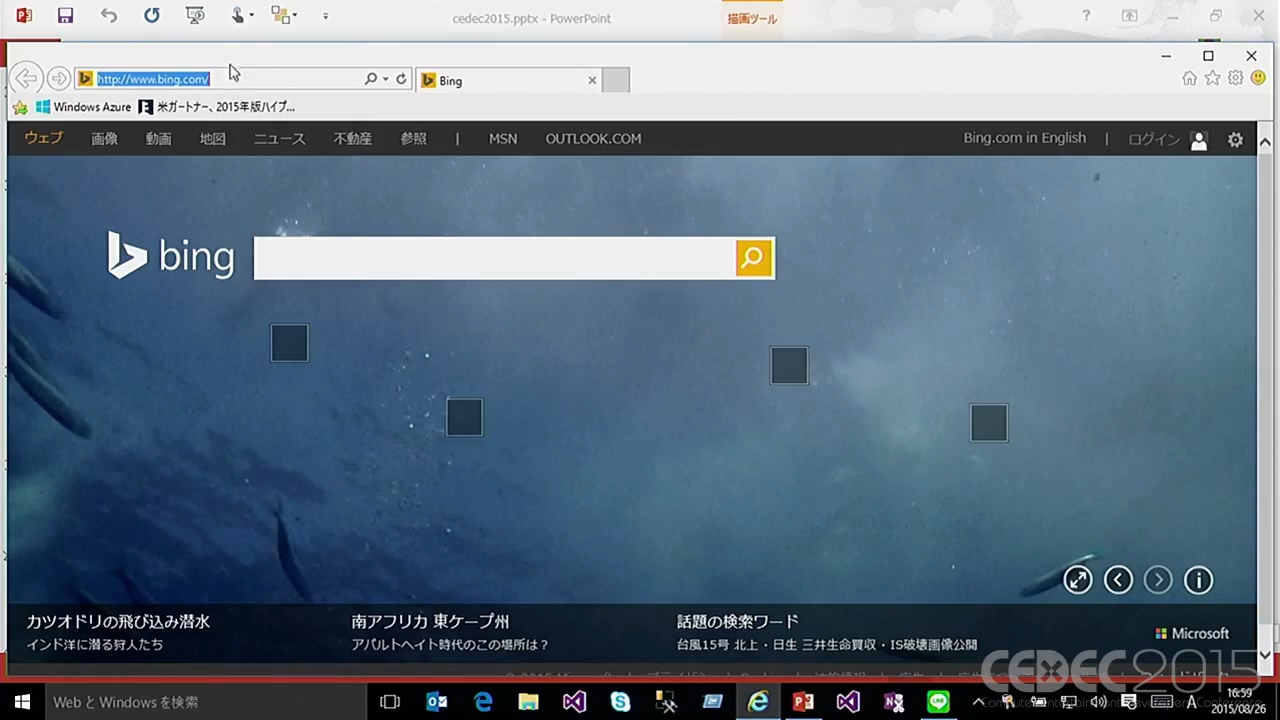 cedec2015.pptx - PowerPoint
描画ツール
?
http://www.bing.com/
Bing
Windows Azure
米ガートナー、2015年版ハイプ...
ウェブ 画像 動画 地図 ニュース 不動産 参照 | MSN OUTLOOK.COM
Bing.com in English | ログイン
bing
カツオドリの飛び込み潜水
インド洋に潜る狩人たち
南アフリカ 東ケープ州
アパルトヘイト時代のこの場所は？
話題の検索ワード
台風15号 北上・日生 三井生命買収・IS破壊画像公開
Microsoft
CEDEC2015
Web と Windows を検索
A
16:59
2015/08/26